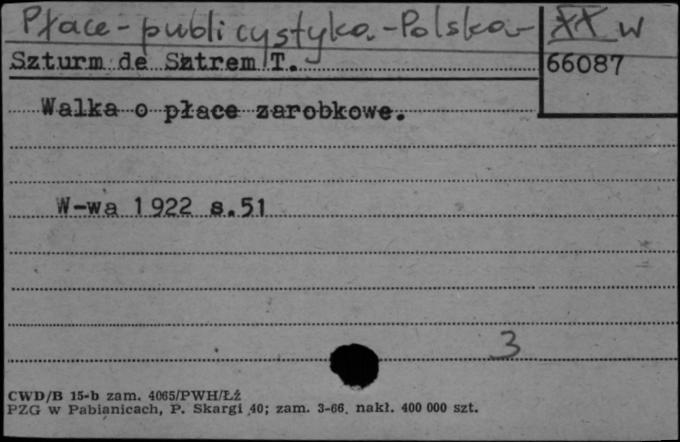 Płace - publicystyka - Polska - XX w
Szturm de Sztrem T.
66087
Walka o płace zarobkowe.
W-wa 1922 s.51
3
CWD/B 15-b zam. 4065/PWH/Łź
PZG w Pabianicach, P. Skargi 40; zam. 3-66. nakł. 400 000 szt.